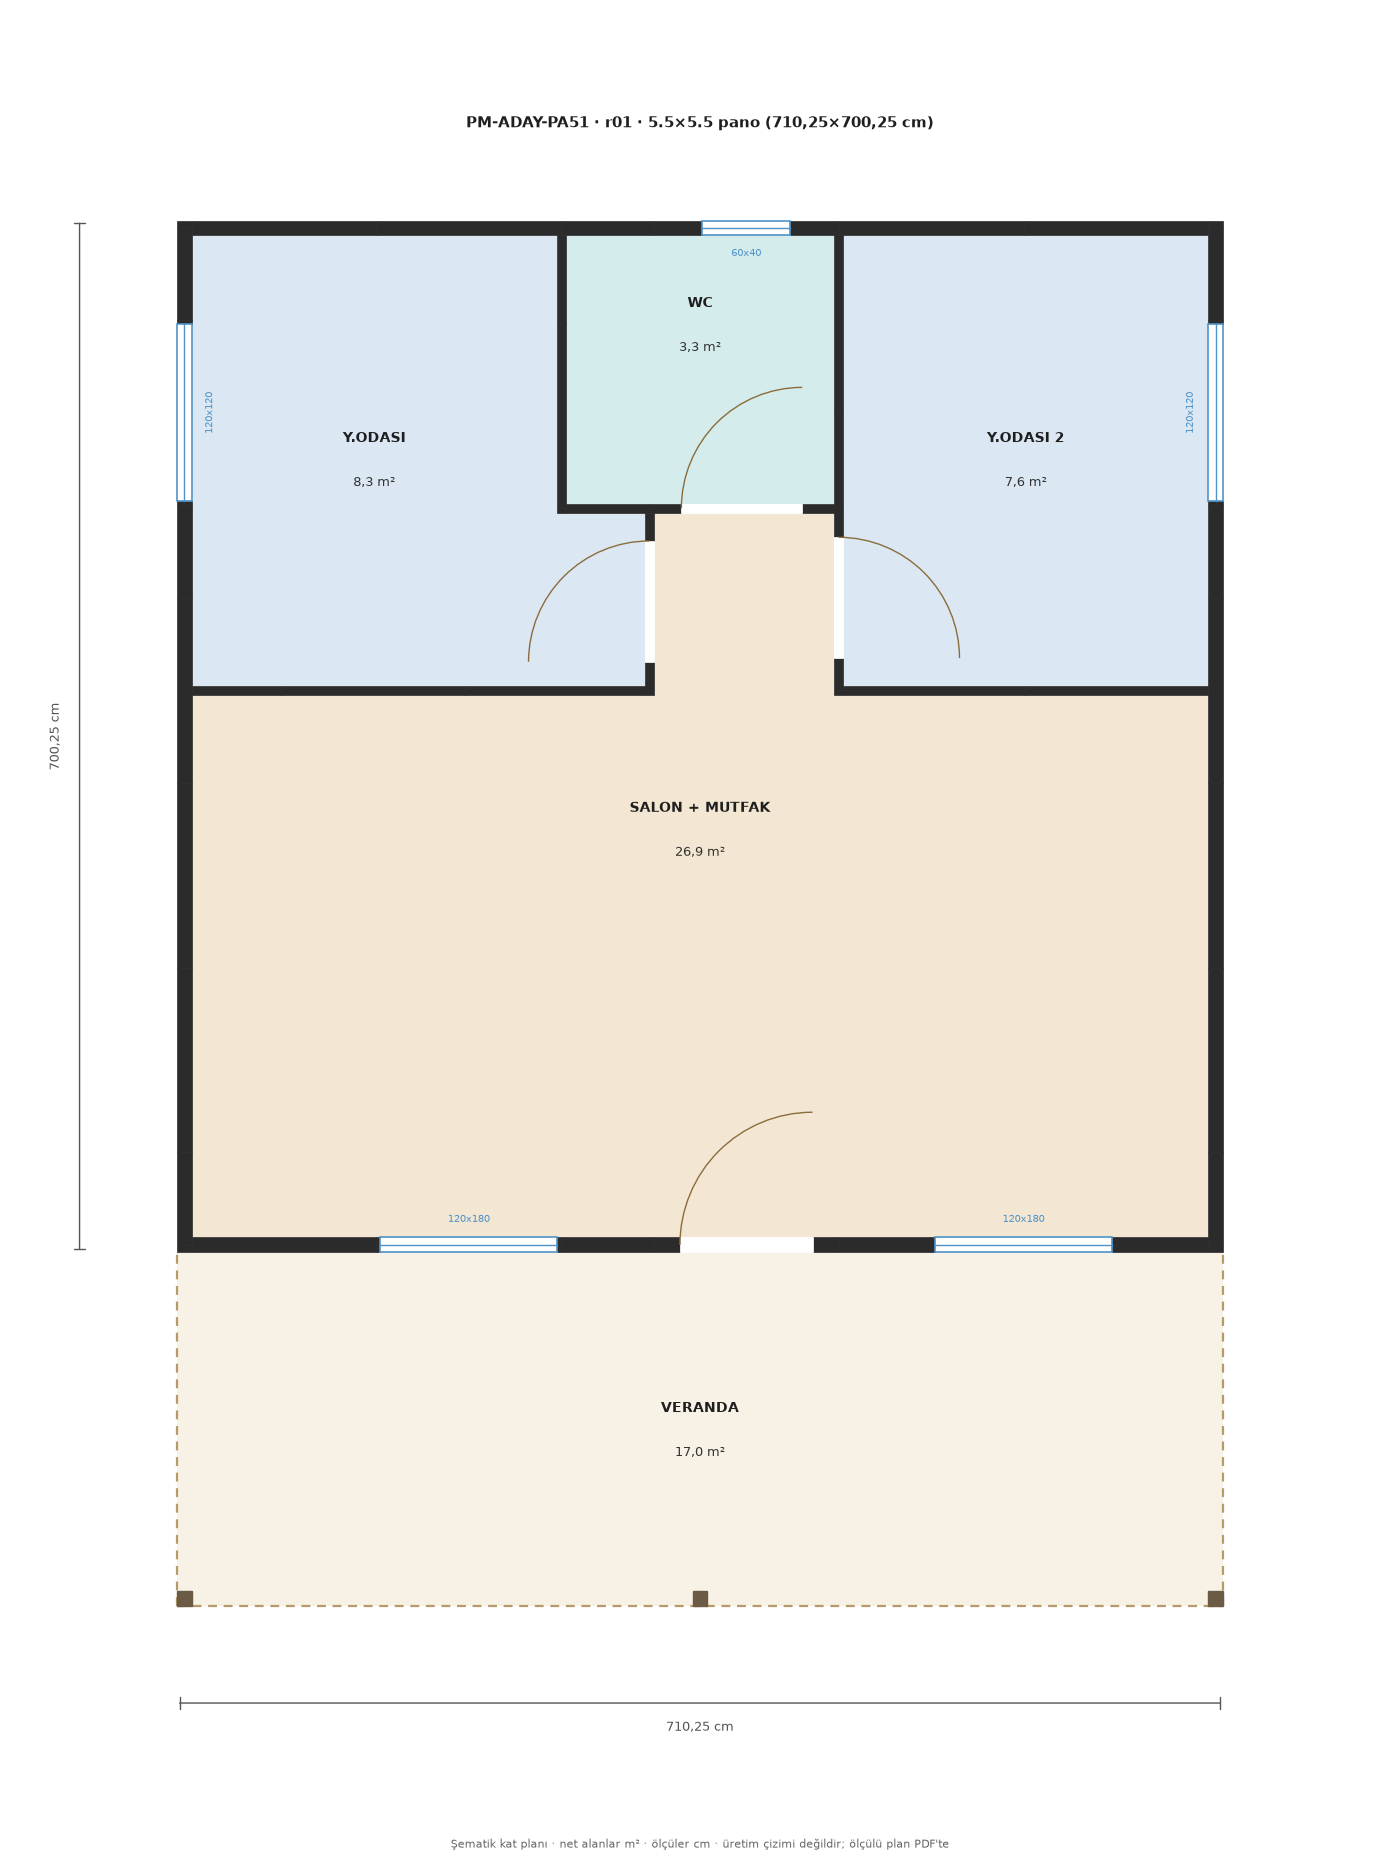 PM-ADAY-PA51 · r01 · 5.5×5.5 pano (710,25×700,25 cm)
60x40
WC
3,3 m²
120x120
120x120
Y.ODASI
8,3 m²
Y.ODASI 2
7,6 m²
700,25 cm
SALON + MUTFAK
26,9 m²
120x180
120x180
VERANDA
17,0 m²
710,25 cm
Şematik kat planı · net alanlar m² · ölçüler cm · üretim çizimi değildir; ölçülü plan PDF'te